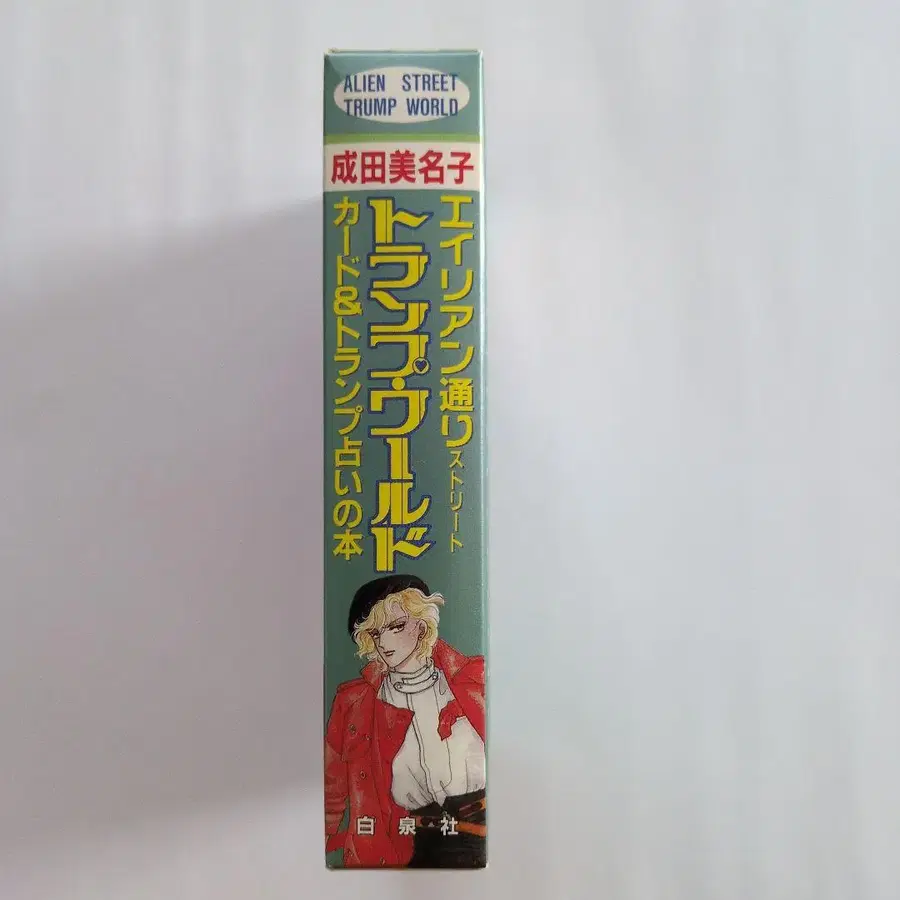 ALIEN STREET
TRUMP WORLD
成田美名子
エイリアン通りストリート
トランプ・ワールド
カード&トランプ占いの本
白泉社